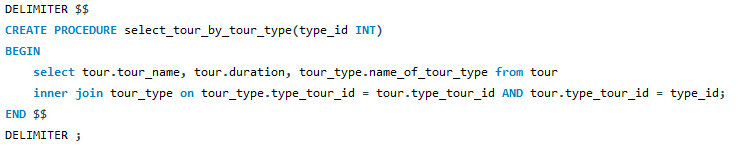 DELIMITER $$
CREATE PROCEDURE select_tour_by_tour_type(type_id INT)
BEGIN
    select tour.tour_name, tour.duration, tour_type.name_of_tour_type from tour
    inner join tour_type on tour_type.type_tour_id = tour.type_tour_id AND tour.type_tour_id = type_id;
END $$
DELIMITER ;